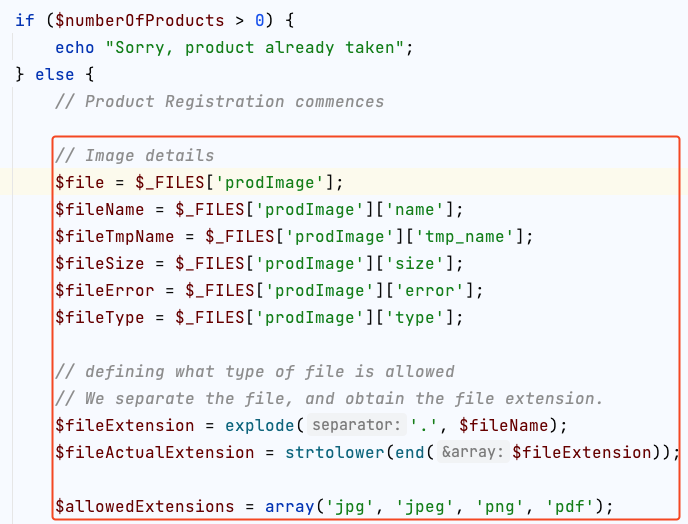 if ($numberOfProducts > 0) {
    echo "Sorry, product already taken";
} else {
    // Product Registration commences
    // Image details
    $file = $_FILES['prodImage'];
    $fileName = $_FILES['prodImage']['name'];
    $fileTmpName = $_FILES['prodImage']['tmp_name'];
    $fileSize = $_FILES['prodImage']['size'];
    $fileError = $_FILES['prodImage']['error'];
    $fileType = $_FILES['prodImage']['type'];
    // defining what type of file is allowed
    // We separate the file, and obtain the file extension.
    $fileExtension = explode( separator: '.', $fileName);
    $fileActualExtension = strtolower(end( &array: $fileExtension));
    $allowedExtensions = array('jpg', 'jpeg', 'png', 'pdf');